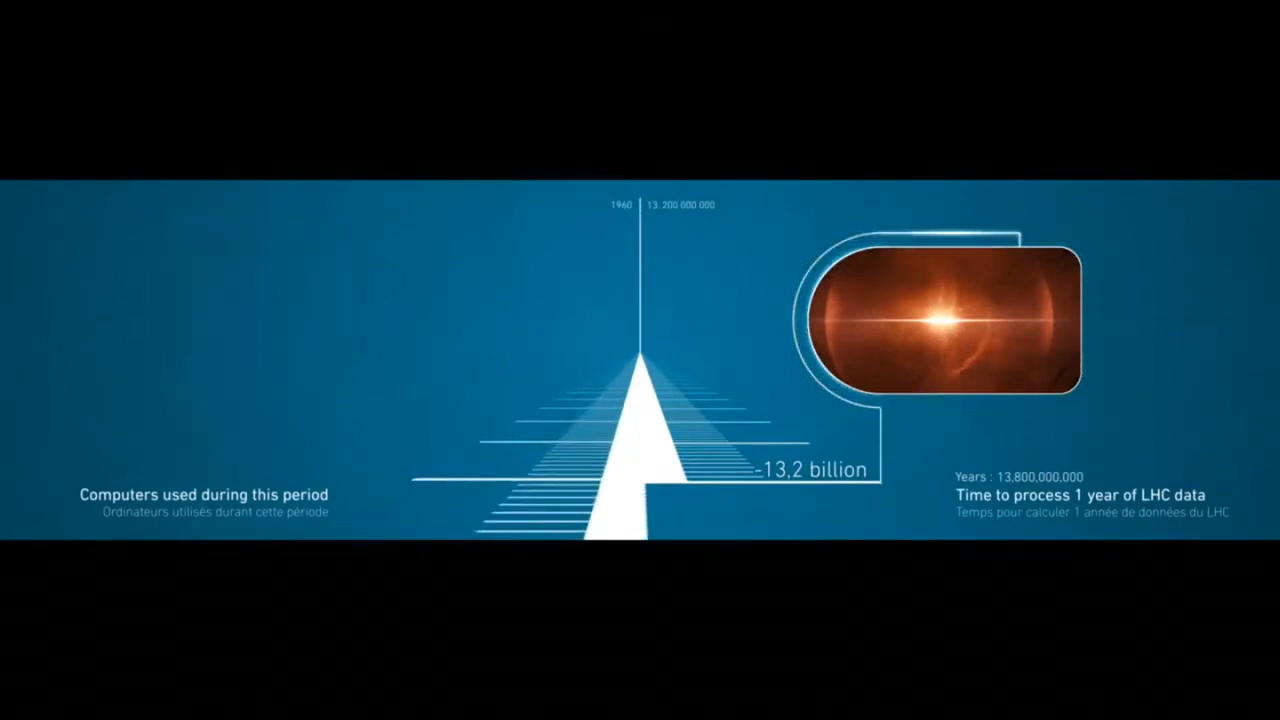 1960
13. 200 000 000
-13,2 billion
Years : 13,800,000,000
Computers used during this period
Time to process 1 year of LHC data
Ordinateurs utilisés durant cette période
Temps pour calculer 1 année de données du LHC